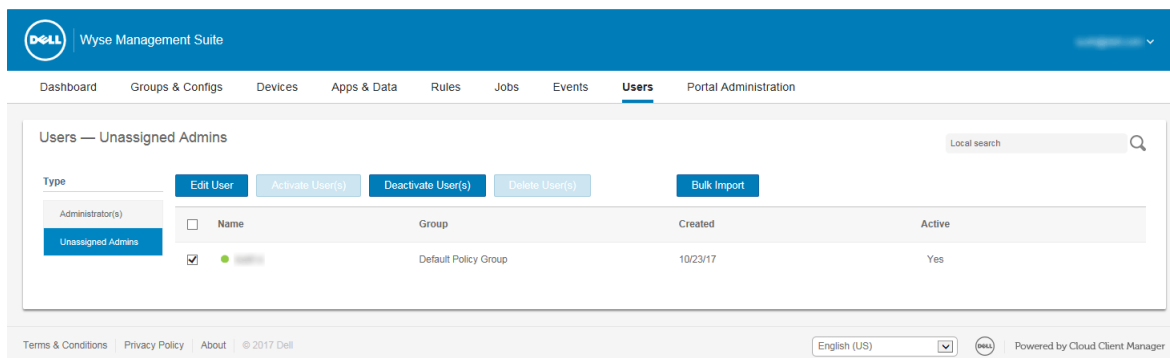 DELL Wyse Management Suite
Dashboard Groups & Configs Devices Apps & Data Rules Jobs Events Users Portal Administration
Users — Unassigned Admins
Local search
Type
Edit User Activate User(s) Deactivate User(s) Delete User(s) Bulk Import
Administrator(s)
Name Group Created Active
Unassigned Admins
Default Policy Group 10/23/17 Yes
Terms & Conditions Privacy Policy About © 2017 Dell English (US) DELL Powered by Cloud Client Manager